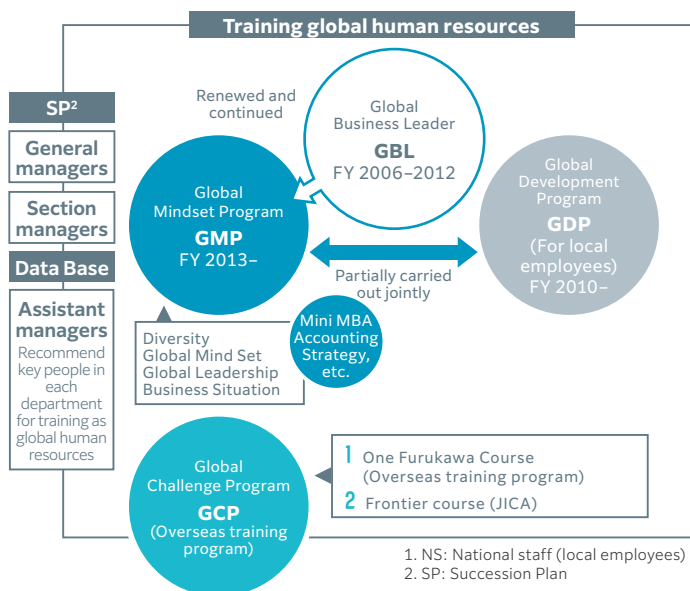 Training global human resources
SP2
General
managers
Section
managers
Data Base
Assistant
managers
Recommend
key people in
each
department
for training as
global human
resources
Renewed and
continued
Global
Business Leader
GBL
FY 2006–2012
Global
Mindset Program
GMP
FY 2013–
Global
Development
Program
GDP
(For local
employees)
FY 2010–
Partially carried
out jointly
Diversity
Global Mind Set
Global Leadership
Business Situation
Mini MBA
Accounting
Strategy,
etc.
Global
Challenge Program
GCP
(Overseas training
program)
1 One Furukawa Course
(Overseas training program)
2 Frontier course (JICA)
1. NS: National staff (local employees)
2. SP: Succession Plan